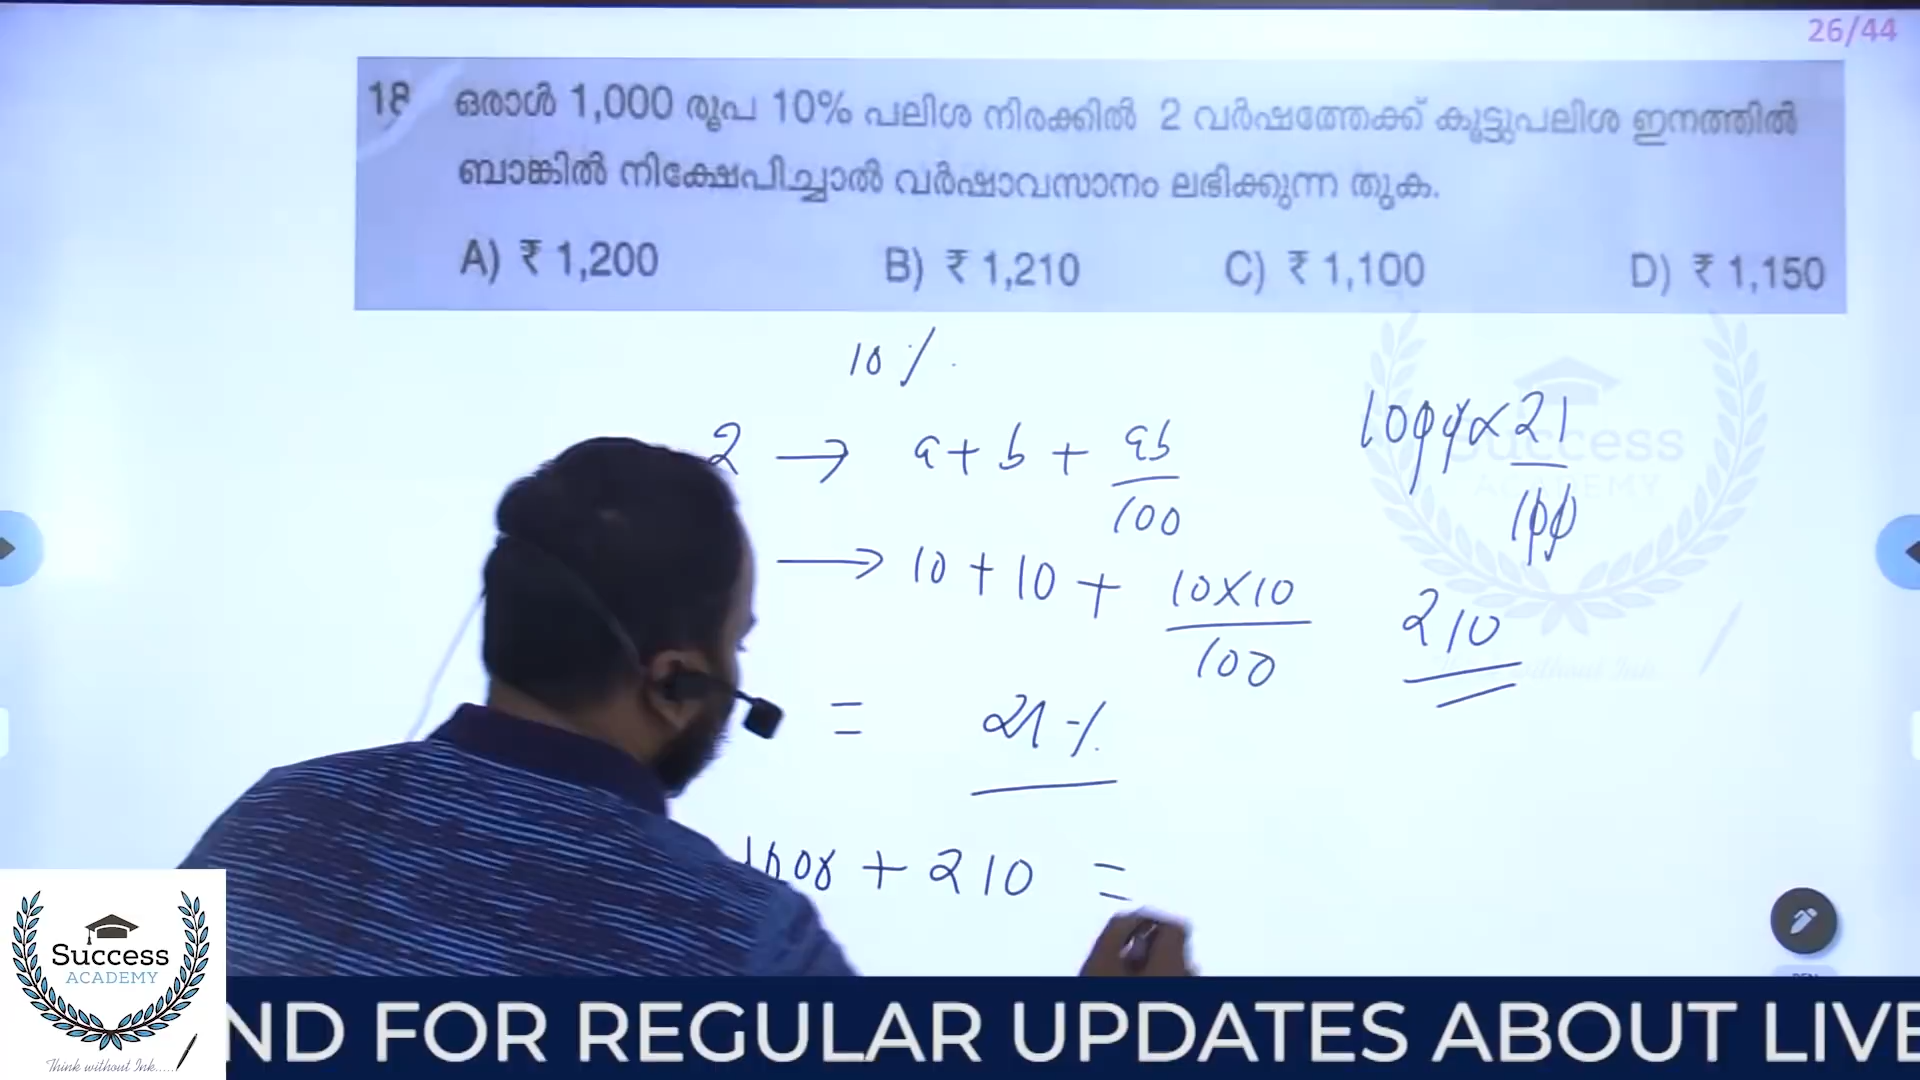 26/44
18 ഒരാൾ 1,000 രൂപ 10% പലിശ നിരക്കിൽ 2 വർഷത്തേക്ക് കൂട്ടുപലിശ ഇനത്തിൽ
ബാങ്കിൽ നിക്ഷേപിച്ചാൽ വർഷാവസാനം ലഭിക്കുന്ന തുക.
A) ₹ 1,200 B) ₹ 1,210 C) ₹ 1,100 D) ₹ 1,150
10%
2 → a + b + ab/100
→ 10 + 10 + 10×10/100
= 21%
1000 × 21/100
210
1000 + 210 =
Success
ACADEMY
Success
ACADEMY
Think without Ink.....
ND FOR REGULAR UPDATES ABOUT LIVE